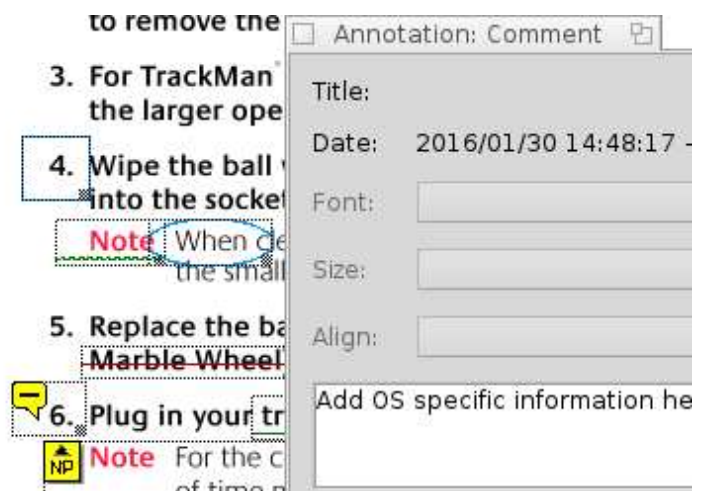 to remove the
3. For TrackMan
the larger ope
4. Wipe the ball
into the socket
Note When cle
the small
5. Replace the ba
Marble Wheel
6. Plug in your tr
NP
Note For the c
of time
Annotation: Comment
Title:
Date: 2016/01/30 14:48:17 -
Font:
Size:
Align:
Add OS specific information he